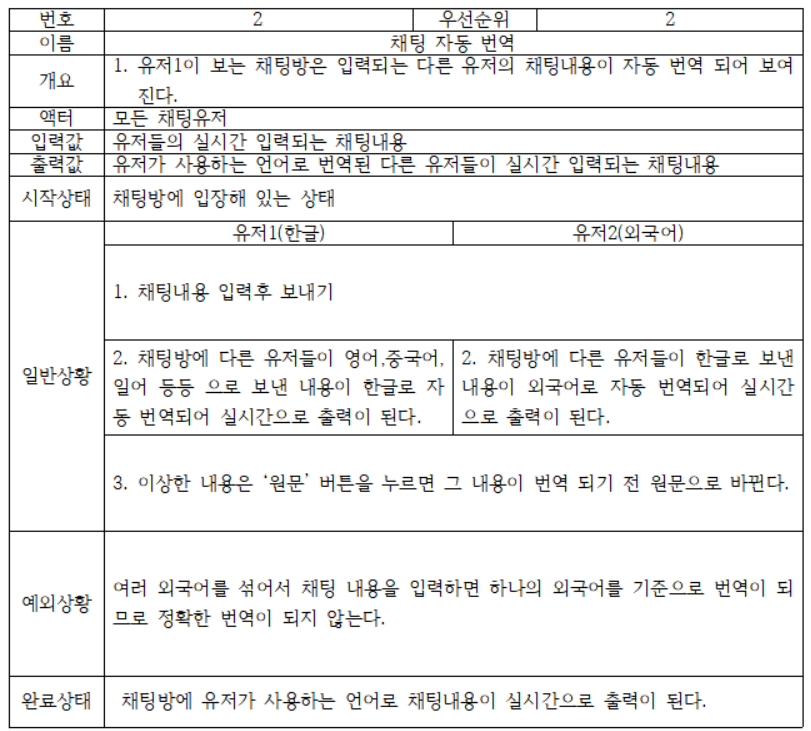 번호 2 우선순위 2
이름 채팅 자동 번역
개요 1. 유저1이 보는 채팅방은 입력되는 다른 유저의 채팅내용이 자동 번역 되어 보여
진다.
액터 모든 채팅유저
입력값 유저들의 실시간 입력되는 채팅내용
출력값 유저가 사용하는 언어로 번역된 다른 유저들이 실시간 입력되는 채팅내용
시작상태 채팅방에 입장해 있는 상태
일반상황
유저1(한글) 유저2(외국어)
1. 채팅내용 입력후 보내기
2. 채팅방에 다른 유저들이 영어,중국어,
일어 등등 으로 보낸 내용이 한글로 자
동 번역되어 실시간으로 출력이 된다.
2. 채팅방에 다른 유저들이 한글로 보낸
내용이 외국어로 자동 번역되어 실시간
으로 출력이 된다.
3. 이상한 내용은 ‘원문’ 버튼을 누르면 그 내용이 번역 되기 전 원문으로 바뀐다.
예외상황
여러 외국어를 섞어서 채팅 내용을 입력하면 하나의 외국어를 기준으로 번역이 되
므로 정확한 번역이 되지 않는다.
완료상태 채팅방에 유저가 사용하는 언어로 채팅내용이 실시간으로 출력이 된다.